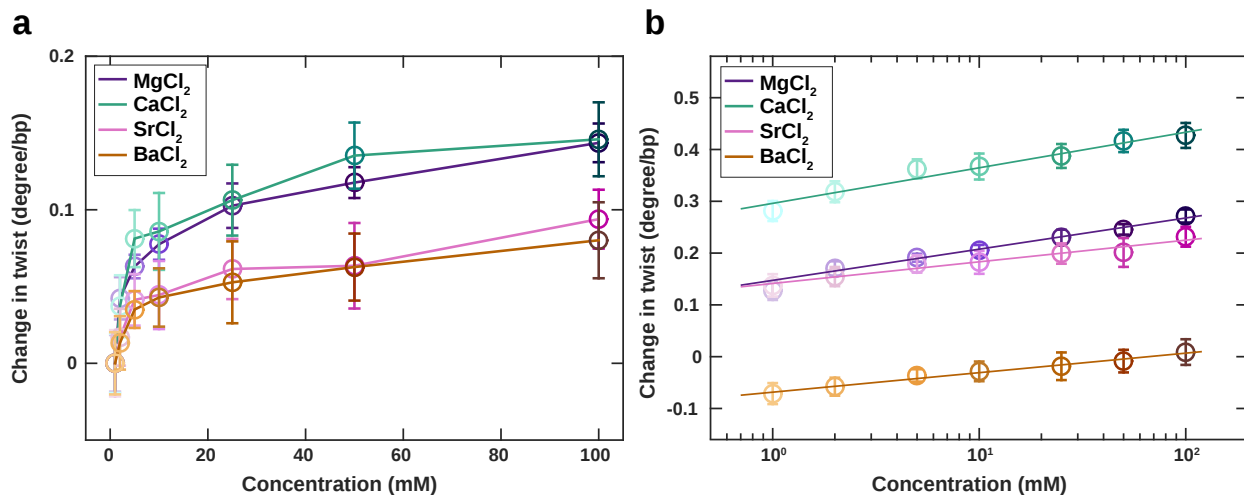 a
0.2
0.1
0
Change in twist (degree/bp)
MgCl₂
CaCl₂
SrCl₂
BaCl₂
0
20
40
60
80
100
Concentration (mM)
b
0.5
0.4
0.3
0.2
0.1
0
-0.1
Change in twist (degree/bp)
MgCl₂
CaCl₂
SrCl₂
BaCl₂
10⁰
10¹
10²
Concentration (mM)